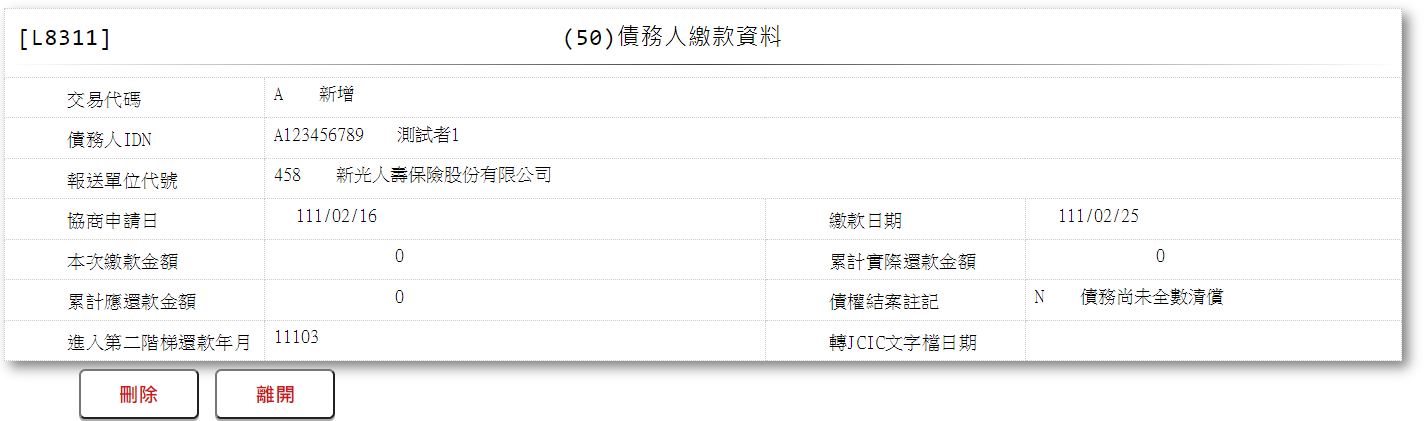 [L8311] (50)債務人繳款資料
交易代碼 A 新增
債務人IDN A123456789 測試者1
報送單位代號 458 新光人壽保險股份有限公司
協商申請日 111/02/16 繳款日期 111/02/25
本次繳款金額 0 累計實際還款金額 0
累計應還款金額 0 債權結案註記 N 債務尚未全數清償
進入第二階梯還款年月 11103 轉JCIC文字檔日期
刪除 離開